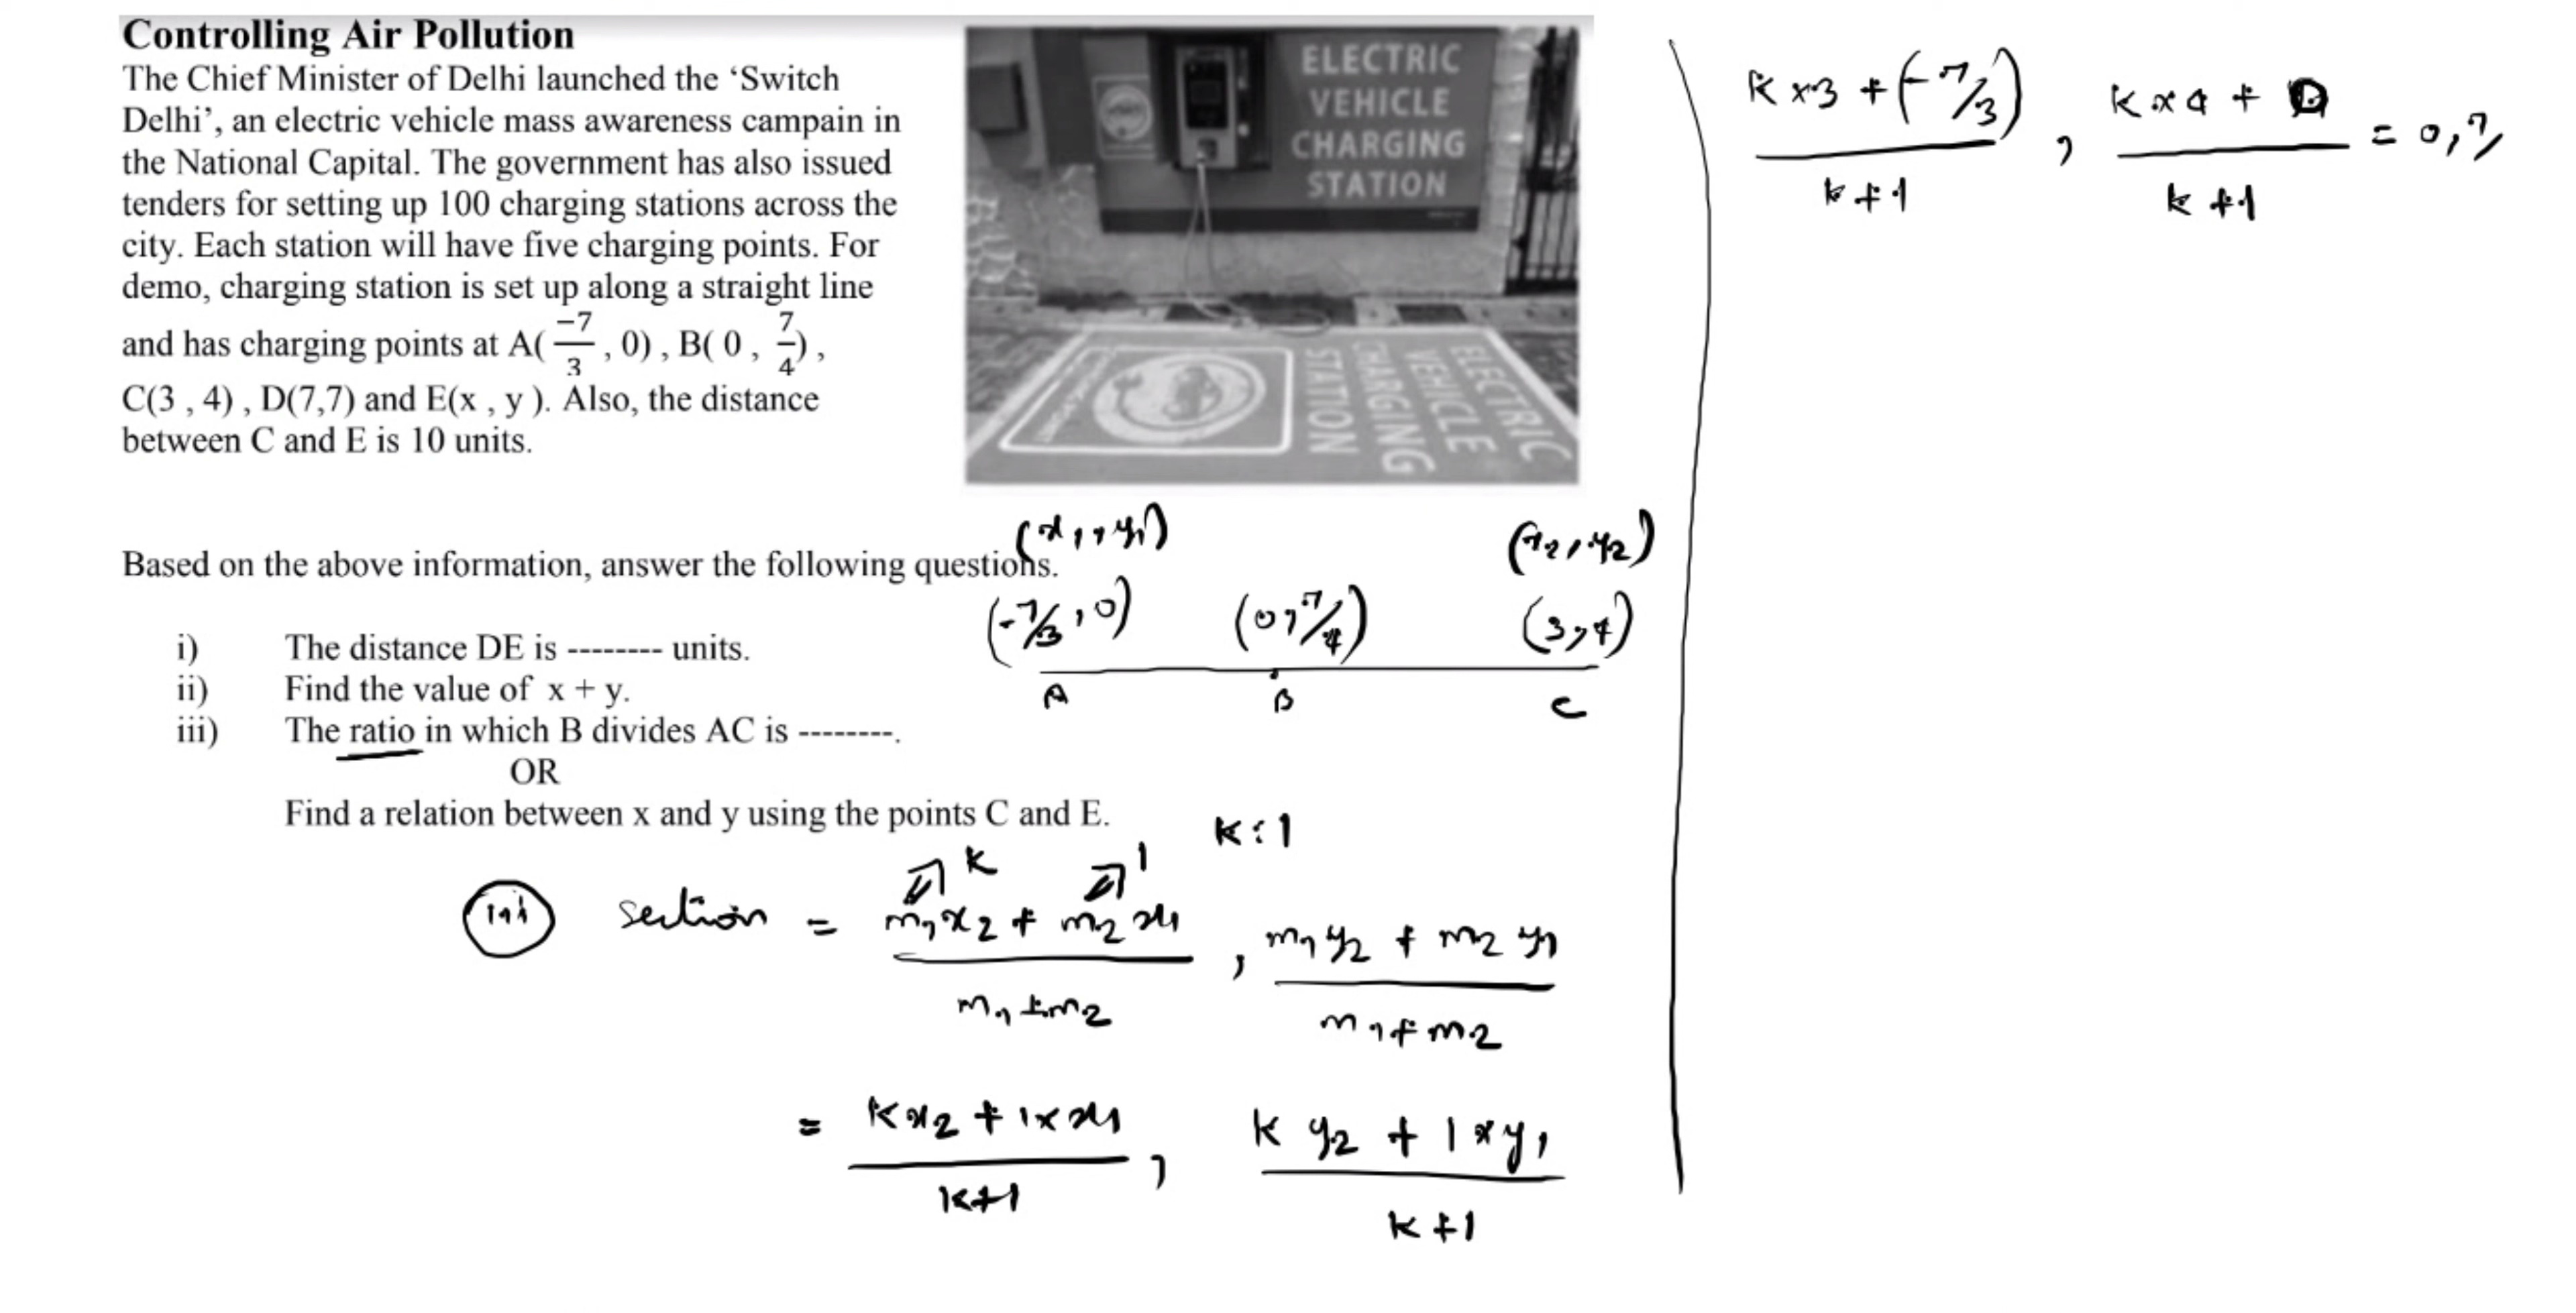 Controlling Air Pollution
The Chief Minister of Delhi launched the ‘Switch
Delhi’, an electric vehicle mass awareness campain in
the National Capital. The government has also issued
tenders for setting up 100 charging stations across the
city. Each station will have five charging points. For
demo, charging station is set up along a straight line
and has charging points at A( -7/3 , 0) , B( 0 , 7/4) ,
C(3 , 4) , D(7,7) and E(x , y ). Also, the distance
between C and E is 10 units.
ELECTRIC
VEHICLE
CHARGING
STATION
ELECTRIC
VEHICLE
CHARGING
STATION
Based on the above information, answer the following questions.
i) The distance DE is -------- units.
ii) Find the value of x + y.
iii) The ratio in which B divides AC is --------.
OR
Find a relation between x and y using the points C and E.
(x1, y1) (x2, y2)
(-7/3, 0) (0, 7/4) (3, 4)
A B C
k:1
k 1
iii section = m1x2 + m2x1 / m1+m2 , m1y2 + m2y1 / m1+m2
= kx2 + 1×x1 / k+1 , ky2 + 1×y1 / k+1
k×3 + (-7/3) / k+1 , k×4 + 0 / k+1 = 0, 7/